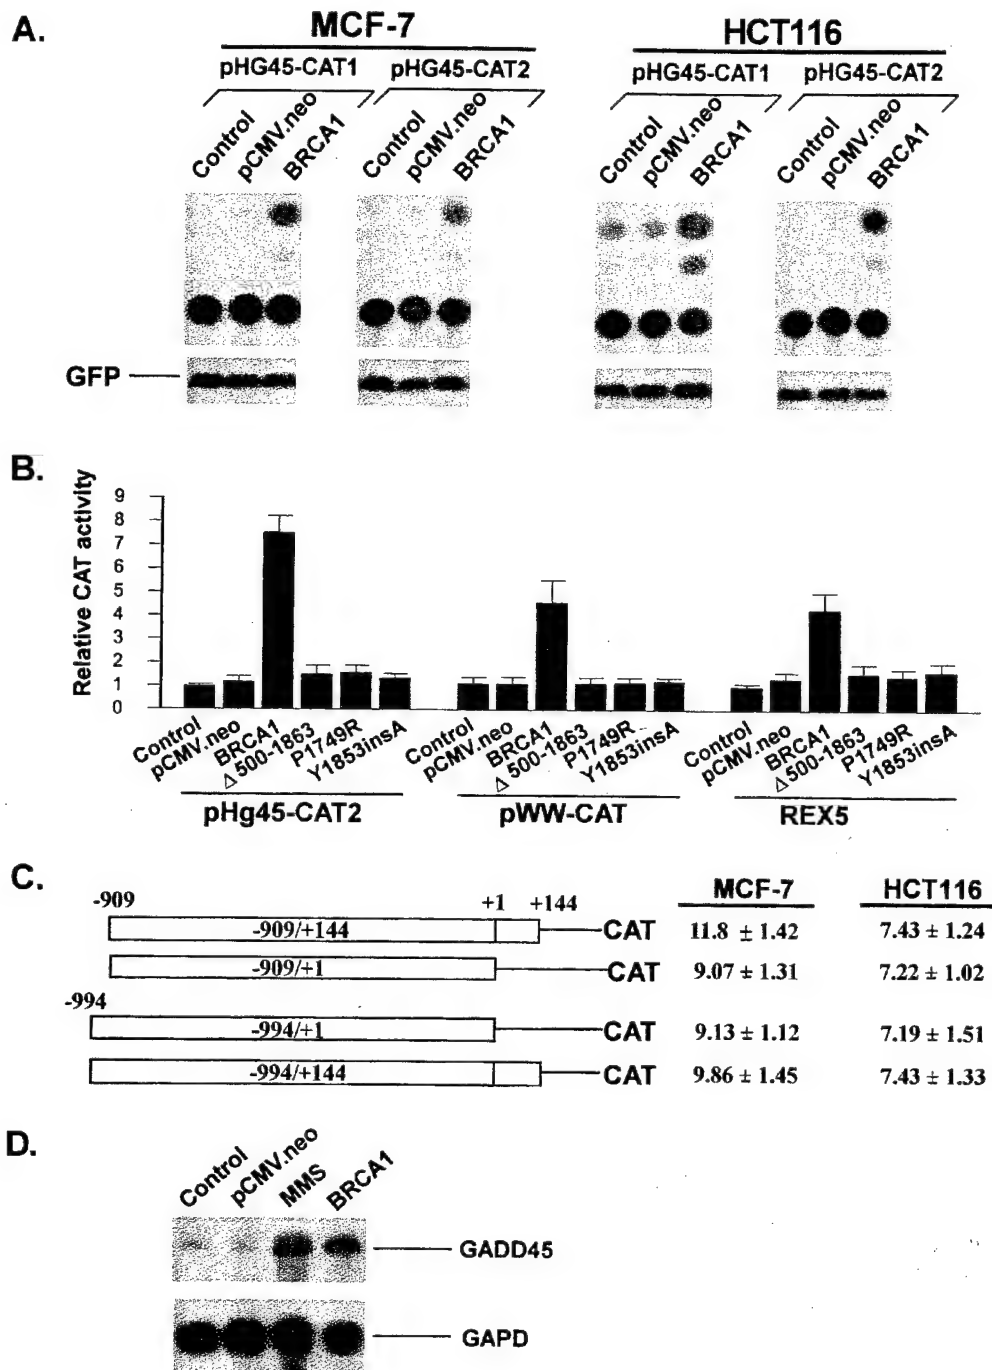 A.
MCF-7
HCT116
pHG45-CAT1 pHG45-CAT2 pHG45-CAT1 pHG45-CAT2
Control pCMV.neo BRCA1 Control pCMV.neo BRCA1 Control pCMV.neo BRCA1 Control pCMV.neo BRCA1
GFP
B.
Relative CAT activity
9
8
7
6
5
4
3
2
1
0
Control pCMV.neo BRCA1 Δ500-1863 P1749R Y1853insA Control pCMV.neo BRCA1 Δ500-1863 P1749R Y1853insA Control pCMV.neo BRCA1 Δ500-1863 P1749R Y1853insA
pHg45-CAT2 pWW-CAT REX5
C.
MCF-7 HCT116
-909 +1 +144
-909/+144 CAT 11.8 ± 1.42 7.43 ± 1.24
-909/+1 CAT 9.07 ± 1.31 7.22 ± 1.02
-994
-994/+1 CAT 9.13 ± 1.12 7.19 ± 1.51
-994/+144 CAT 9.86 ± 1.45 7.43 ± 1.33
D.
Control pCMV.neo MMS BRCA1
GADD45
GAPD